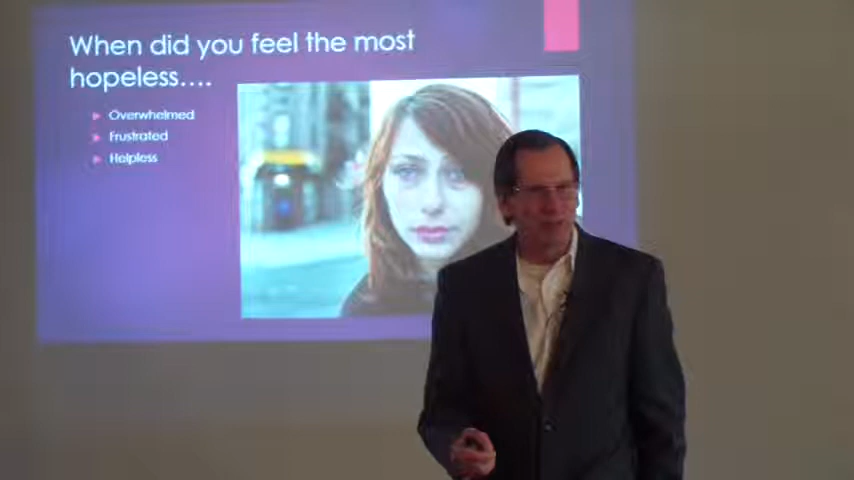 When did you feel the most
hopeless....
Overwhelmed
Frustrated
Helpless